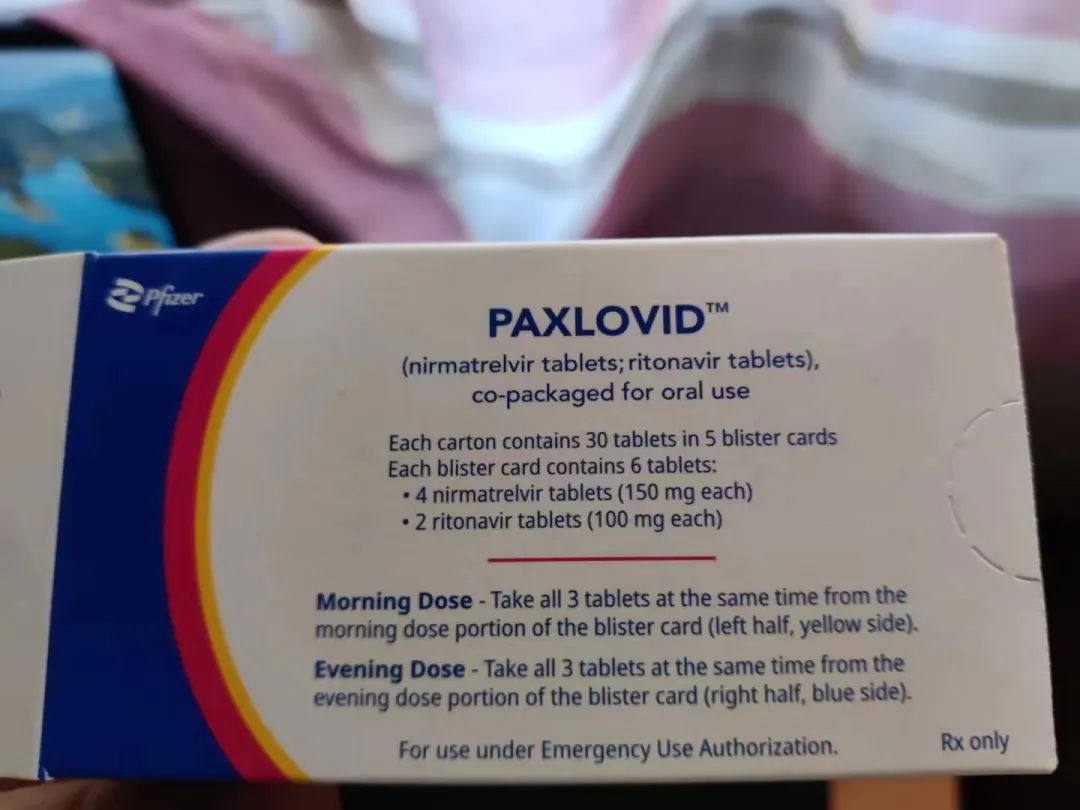 Pfizer
PAXLOVID™
(nirmatrelvir tablets; ritonavir tablets),
co-packaged for oral use
Each carton contains 30 tablets in 5 blister cards
Each blister card contains 6 tablets:
• 4 nirmatrelvir tablets (150 mg each)
• 2 ritonavir tablets (100 mg each)
Morning Dose - Take all 3 tablets at the same time from the
morning dose portion of the blister card (left half, yellow side).
Evening Dose - Take all 3 tablets at the same time from the
evening dose portion of the blister card (right half, blue side).
For use under Emergency Use Authorization.
Rx only